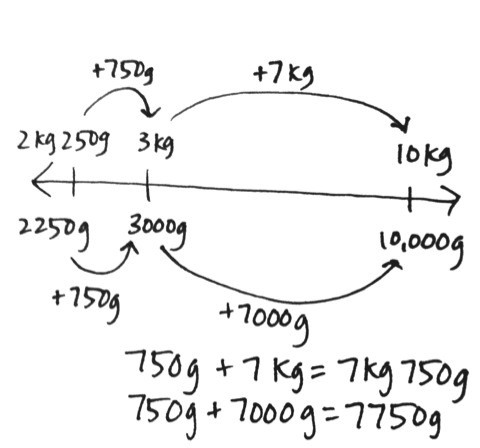 +750g +7kg
2kg 250g 3kg 10kg
2250g 3000g 10,000g
+750g +7000g
750g + 7kg = 7kg 750g
750g + 7000g = 7750g